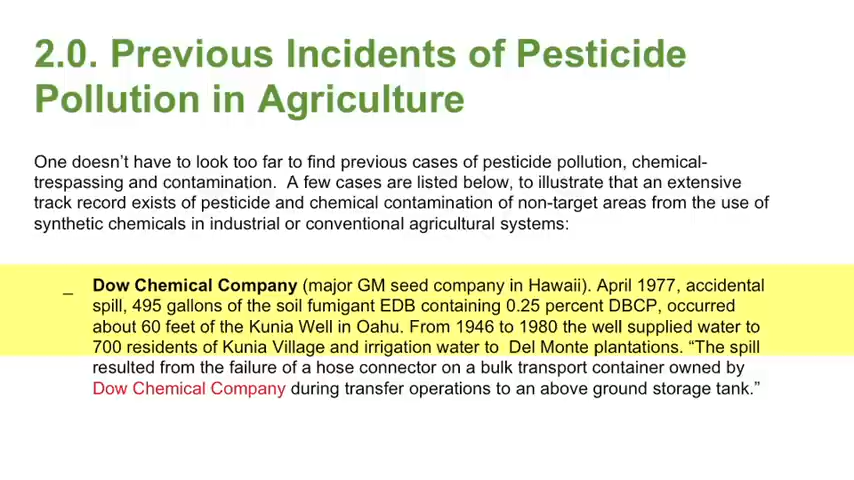 2.0. Previous Incidents of Pesticide
Pollution in Agriculture
One doesn't have to look too far to find previous cases of pesticide pollution, chemical-
trespassing and contamination.  A few cases are listed below, to illustrate that an extensive
track record exists of pesticide and chemical contamination of non-target areas from the use of
synthetic chemicals in industrial or conventional agricultural systems:
_ Dow Chemical Company (major GM seed company in Hawaii). April 1977, accidental
spill, 495 gallons of the soil fumigant EDB containing 0.25 percent DBCP, occurred
about 60 feet of the Kunia Well in Oahu. From 1946 to 1980 the well supplied water to
700 residents of Kunia Village and irrigation water to  Del Monte plantations. “The spill
resulted from the failure of a hose connector on a bulk transport container owned by
Dow Chemical Company during transfer operations to an above ground storage tank.”